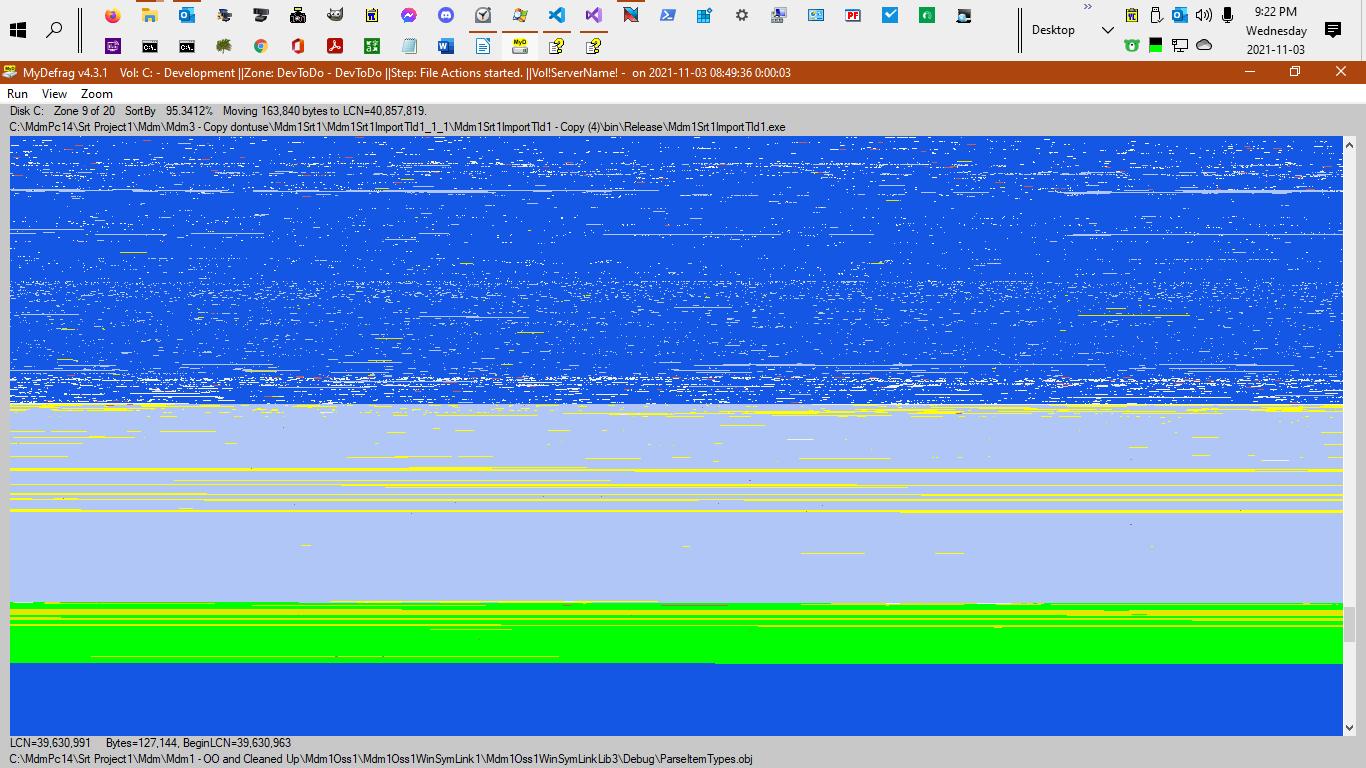 9:22 PM
Desktop
Wednesday
2021-11-03
MyDefrag v4.3.1 Vol: C: - Development ||Zone: DevToDo - DevToDo ||Step: File Actions started. ||Vol!ServerName! - on 2021-11-03 08:49:36 0:00:03
Run View Zoom
Disk C: Zone 9 of 20 SortBy 95.3412% Moving 163,840 bytes to LCN=40,857,819.
C:\MdmPc14\Srt Project1\Mdm\Mdm3 - Copy dontuse\Mdm1Srt1\Mdm1Srt1ImportTld1_1_1\Mdm1Srt1ImportTld1 - Copy (4)\bin\Release\Mdm1Srt1ImportTld1.exe
LCN=39,630,991 Bytes=127,144, BeginLCN=39,630,963
C:\MdmPc14\Srt Project1\Mdm\Mdm1 - OO and Cleaned Up\Mdm1Oss1\Mdm1Oss1WinSymLink1\Mdm1Oss1WinSymLinkLib3\Debug\ParseItemTypes.obj